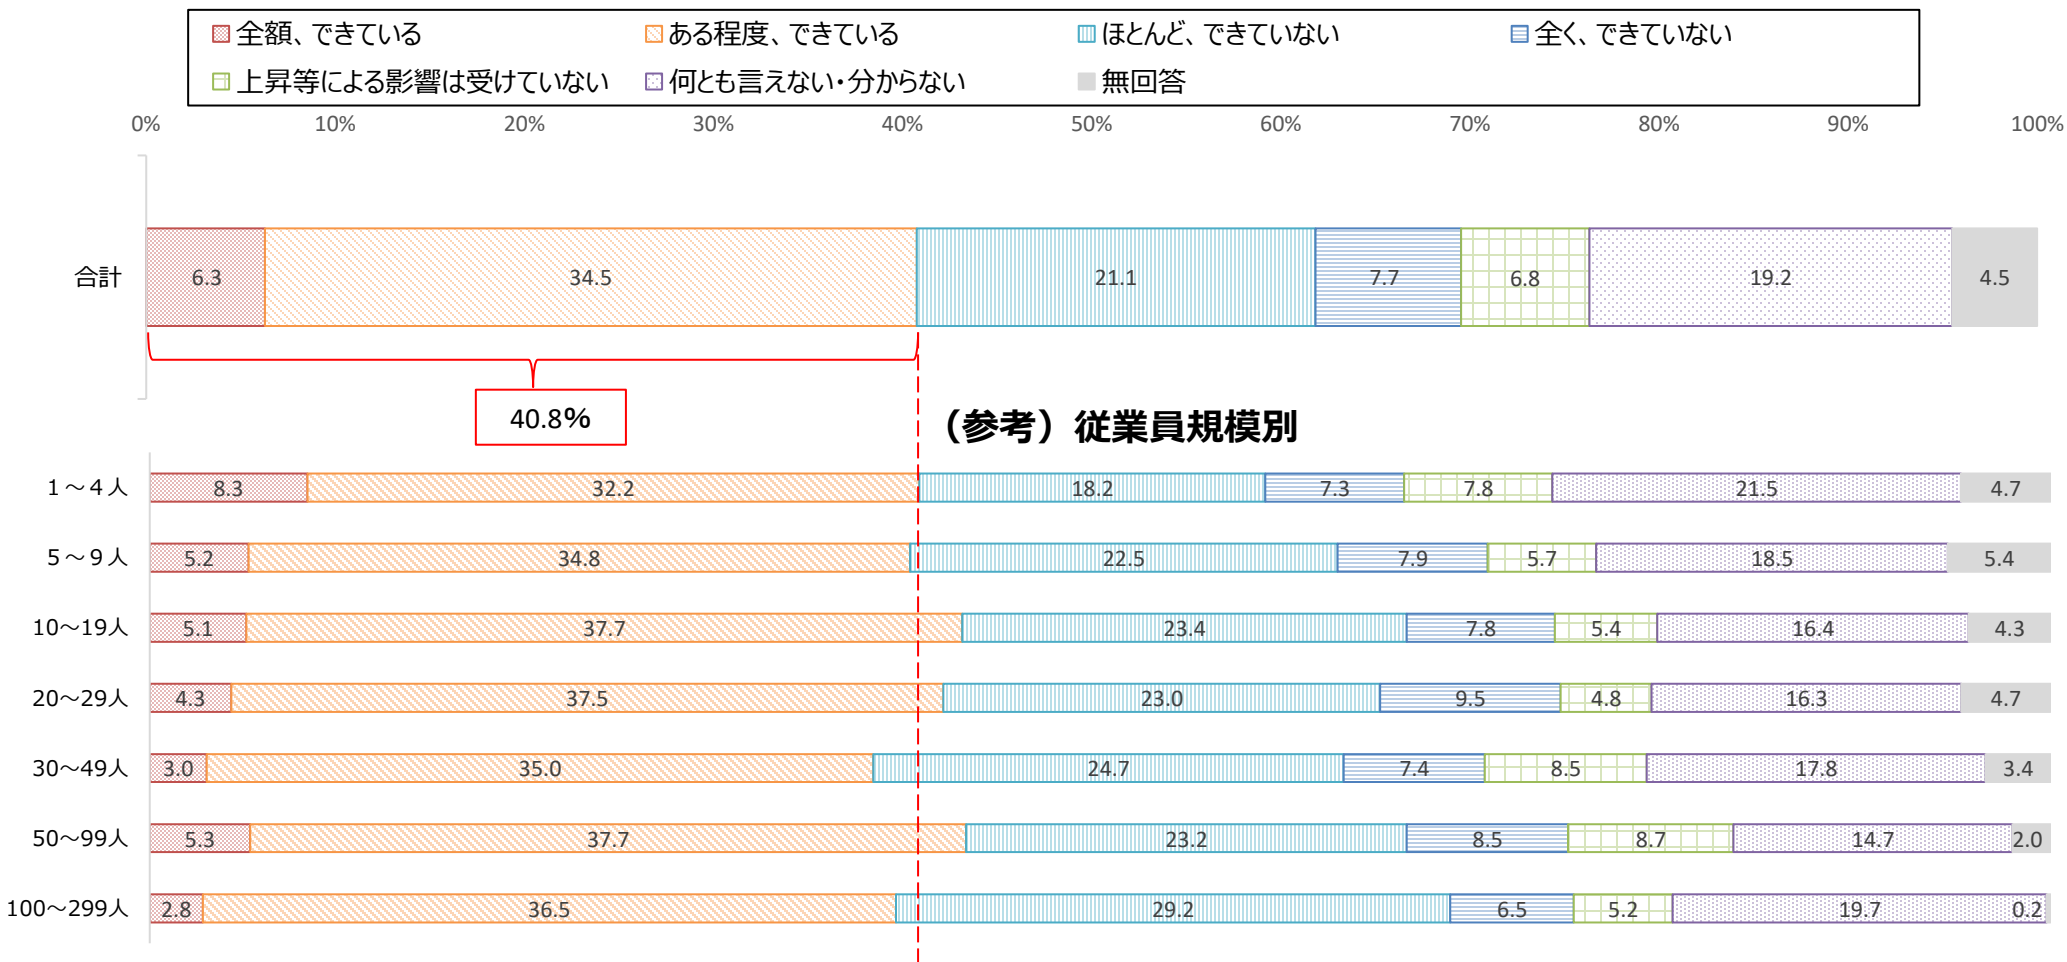 全額、できている ある程度、できている ほとんど、できていない 全く、できていない
上昇等による影響は受けていない 何とも言えない・分からない 無回答
0% 10% 20% 30% 40% 50% 60% 70% 80% 90% 100%
合計 6.3 34.5 21.1 7.7 6.8 19.2 4.5
40.8%
（参考）従業員規模別
1～4人 8.3 32.2 18.2 7.3 7.8 21.5 4.7
5～9人 5.2 34.8 22.5 7.9 5.7 18.5 5.4
10～19人 5.1 37.7 23.4 7.8 5.4 16.4 4.3
20～29人 4.3 37.5 23.0 9.5 4.8 16.3 4.7
30～49人 3.0 35.0 24.7 7.4 8.5 17.8 3.4
50～99人 5.3 37.7 23.2 8.5 8.7 14.7 2.0
100～299人 2.8 36.5 29.2 6.5 5.2 19.7 0.2